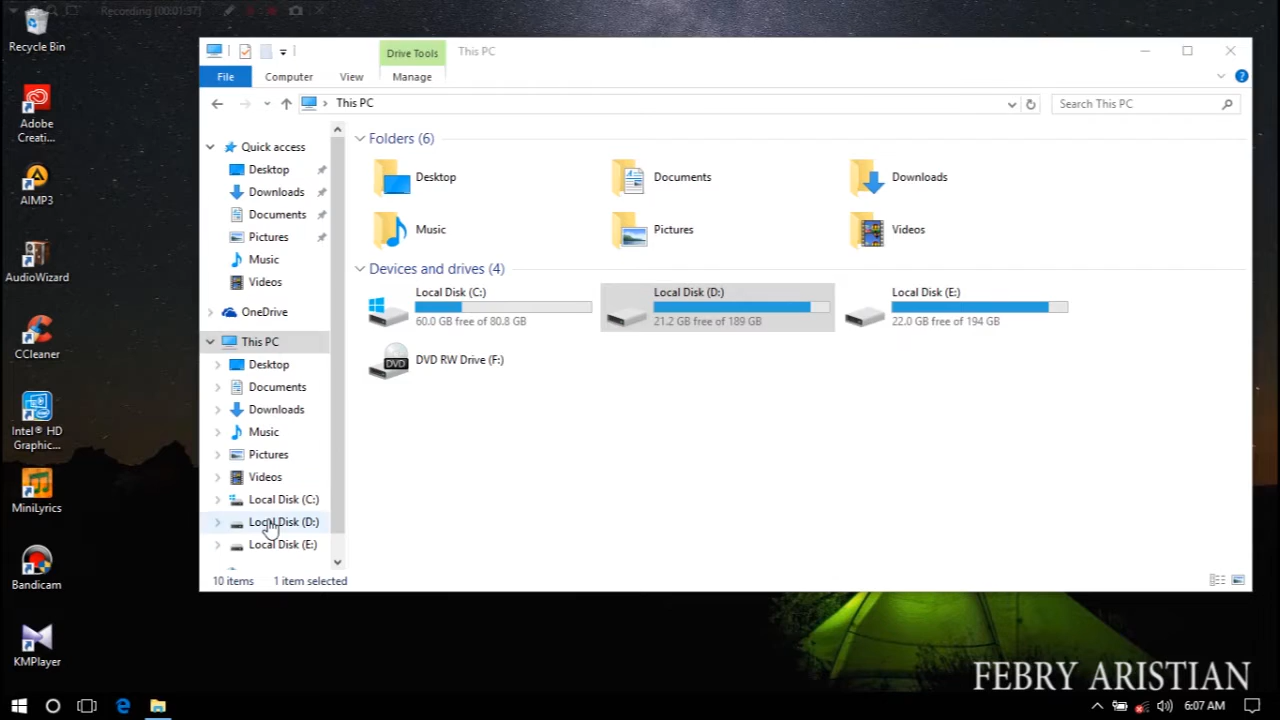 Recording [00:01:37]
Recycle Bin
Adobe
Creati...
AIMP3
AudioWizard
CCleaner
Intel® HD
Graphic...
MiniLyrics
Bandicam
KMPlayer
Drive Tools
This PC
File
Computer
View
Manage
This PC
Search This PC
Quick access
Desktop
Downloads
Documents
Pictures
Music
Videos
OneDrive
This PC
Desktop
Documents
Downloads
Music
Pictures
Videos
Local Disk (C:)
Local Disk (D:)
Local Disk (E:)
Folders (6)
Desktop
Documents
Downloads
Music
Pictures
Videos
Devices and drives (4)
Local Disk (C:)
60.0 GB free of 80.8 GB
Local Disk (D:)
21.2 GB free of 189 GB
Local Disk (E:)
22.0 GB free of 194 GB
DVD
DVD RW Drive (F:)
10 items
1 item selected
FEBRY ARISTIAN
6:07 AM